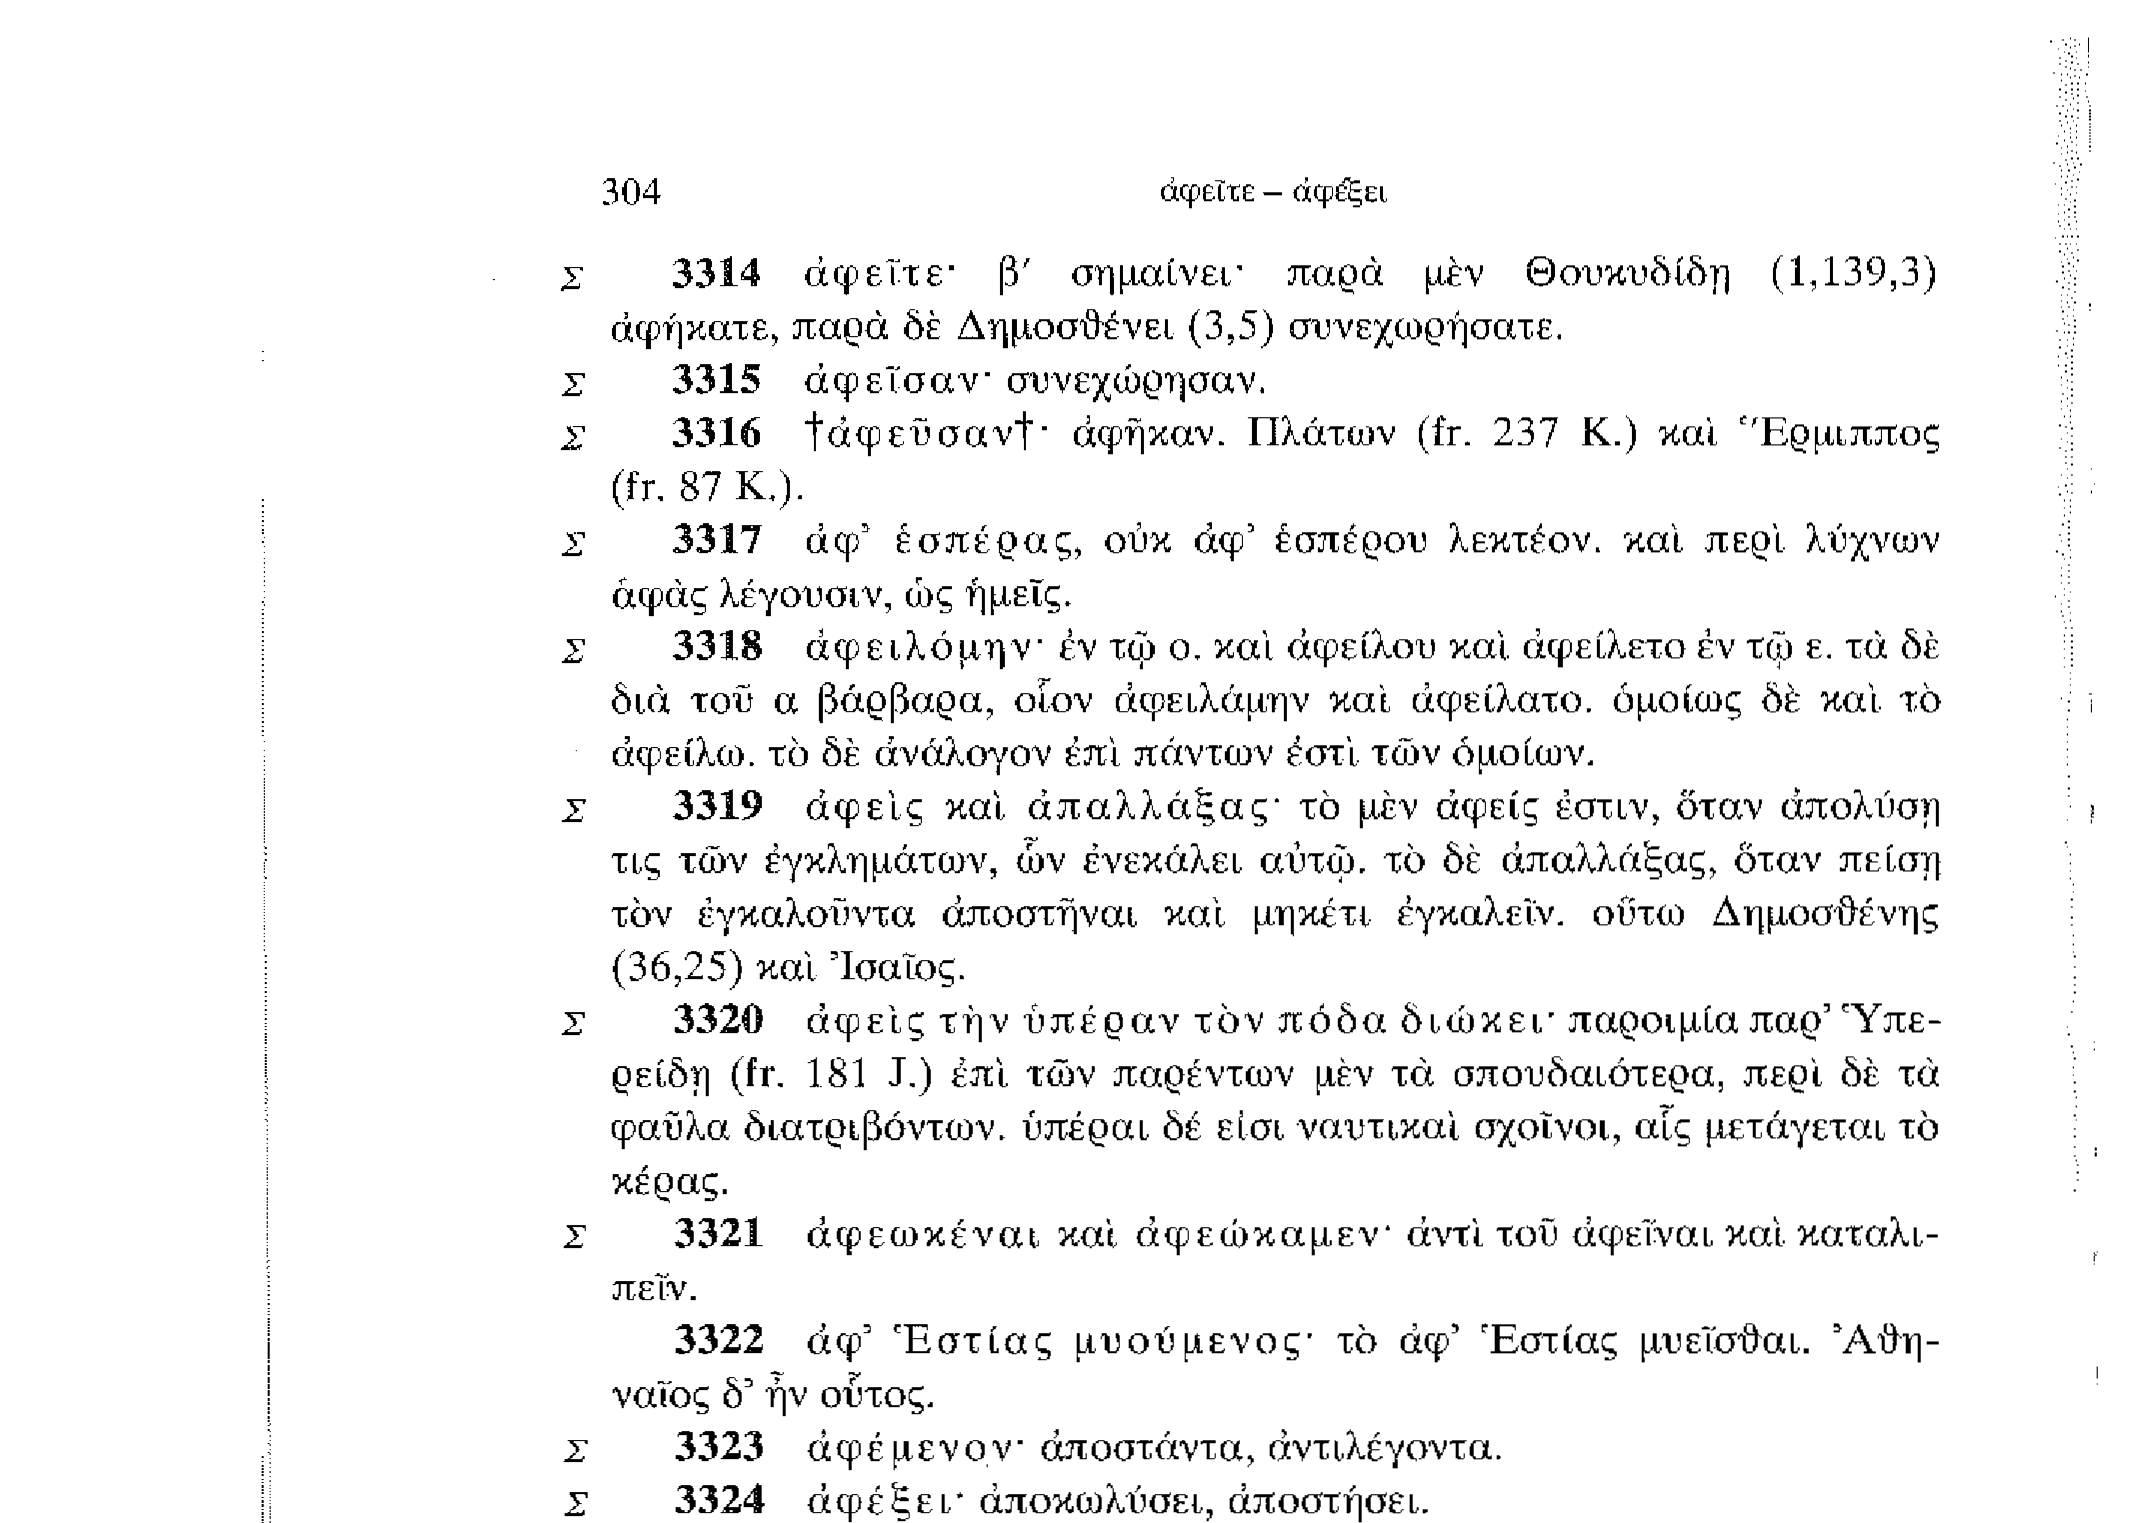 304 ἀφεῖτε – ἀφέξει
Σ 3314 ἀφεῖτε· β′ σημαίνει· παρὰ μὲν Θουκυδίδῃ (1,139,3)
ἀφήκατε, παρὰ δὲ Δημοσθένει (3,5) συνεχωρήσατε.
Σ 3315 ἀφεῖσαν· συνεχώρησαν.
Σ 3316 †ἀφεῦσαν†· ἀφῆκαν. Πλάτων (fr. 237 K.) καὶ Ἕρμιππος
(fr. 87 K.).
Σ 3317 ἀφ’ ἑσπέρας, οὐκ ἀφ’ ἑσπέρου λεκτέον. καὶ περὶ λύχνων
ἁφὰς λέγουσιν, ὡς ἡμεῖς.
Σ 3318 ἀφειλόμην· ἐν τῷ ο. καὶ ἀφείλου καὶ ἀφείλετο ἐν τῷ ε. τὰ δὲ
διὰ τοῦ α βάρβαρα, οἷον ἀφειλάμην καὶ ἀφείλατο. ὁμοίως δὲ καὶ τὸ
ἀφείλω. τὸ δὲ ἀνάλογον ἐπὶ πάντων ἐστὶ τῶν ὁμοίων.
Σ 3319 ἀφεὶς καὶ ἀπαλλάξας· τὸ μὲν ἀφείς ἐστιν, ὅταν ἀπολύσῃ
τις τῶν ἐγκλημάτων, ὧν ἐνεκάλει αὐτῷ. τὸ δὲ ἀπαλλάξας, ὅταν πείσῃ
τὸν ἐγκαλοῦντα ἀποστῆναι καὶ μηκέτι ἐγκαλεῖν. οὕτω Δημοσθένης
(36,25) καὶ Ἰσαῖος.
Σ 3320 ἀφεὶς τὴν ὑπέραν τὸν πόδα διώκει· παροιμία παρ’ Ὑπε-
ρείδῃ (fr. 181 J.) ἐπὶ τῶν παρέντων μὲν τὰ σπουδαιότερα, περὶ δὲ τὰ
φαῦλα διατριβόντων. ὑπέραι δέ εἰσι ναυτικαὶ σχοῖνοι, αἷς μετάγεται τὸ
κέρας.
Σ 3321 ἀφεωκέναι καὶ ἀφεώκαμεν· ἀντὶ τοῦ ἀφεῖναι καὶ καταλι-
πεῖν.
3322 ἀφ’ Ἑστίας μυούμενος· τὸ ἀφ’ Ἑστίας μυεῖσθαι. Ἀθη-
ναῖος δ’ ἦν οὗτος.
Σ 3323 ἀφέμενον· ἀποστάντα, ἀντιλέγοντα.
Σ 3324 ἀφέξει· ἀποκωλύσει, ἀποστήσει.